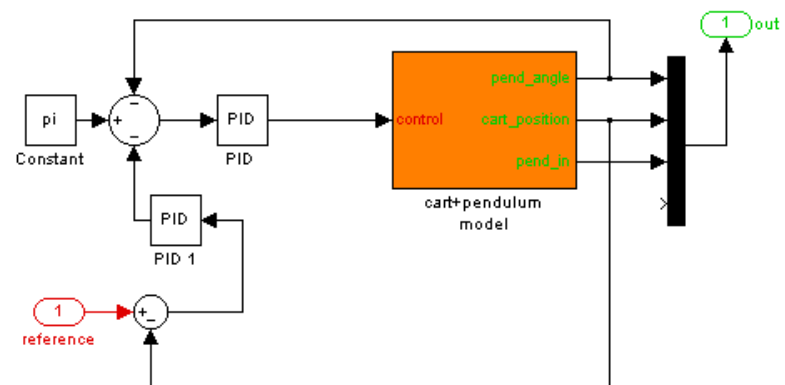 1
out
pend_angle
pi
+
−
−
PID
control
cart_position
Constant
PID
pend_in
cart+pendulum
model
PID
PID 1
1
+
−
reference